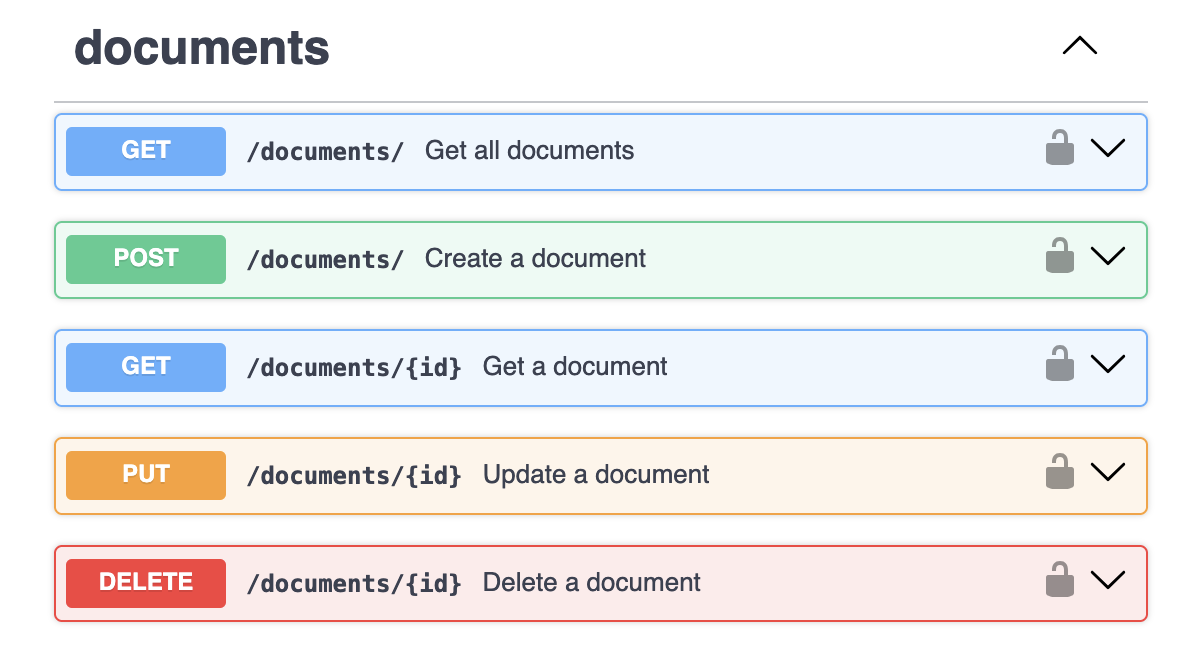 documents
GET /documents/ Get all documents
POST /documents/ Create a document
GET /documents/{id} Get a document
PUT /documents/{id} Update a document
DELETE /documents/{id} Delete a document